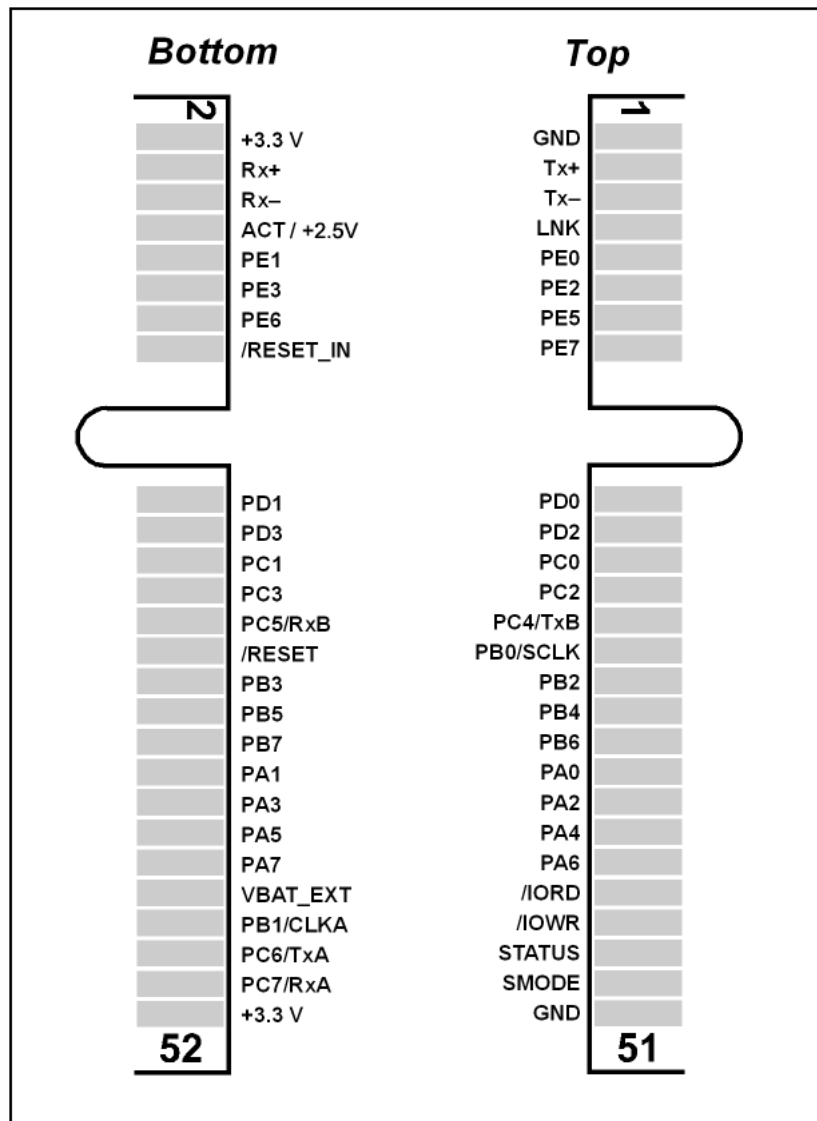 Bottom
Top
2
1
+3.3 V
GND
Rx+
Tx+
Rx–
Tx–
ACT / +2.5V
LNK
PE1
PE0
PE3
PE2
PE6
PE5
/RESET_IN
PE7
PD1
PD0
PD3
PD2
PC1
PC0
PC3
PC2
PC5/RxB
PC4/TxB
/RESET
PB0/SCLK
PB3
PB2
PB5
PB4
PB7
PB6
PA1
PA0
PA3
PA2
PA5
PA4
PA7
PA6
VBAT_EXT
/IORD
PB1/CLKA
/IOWR
PC6/TxA
STATUS
PC7/RxA
SMODE
+3.3 V
GND
52
51